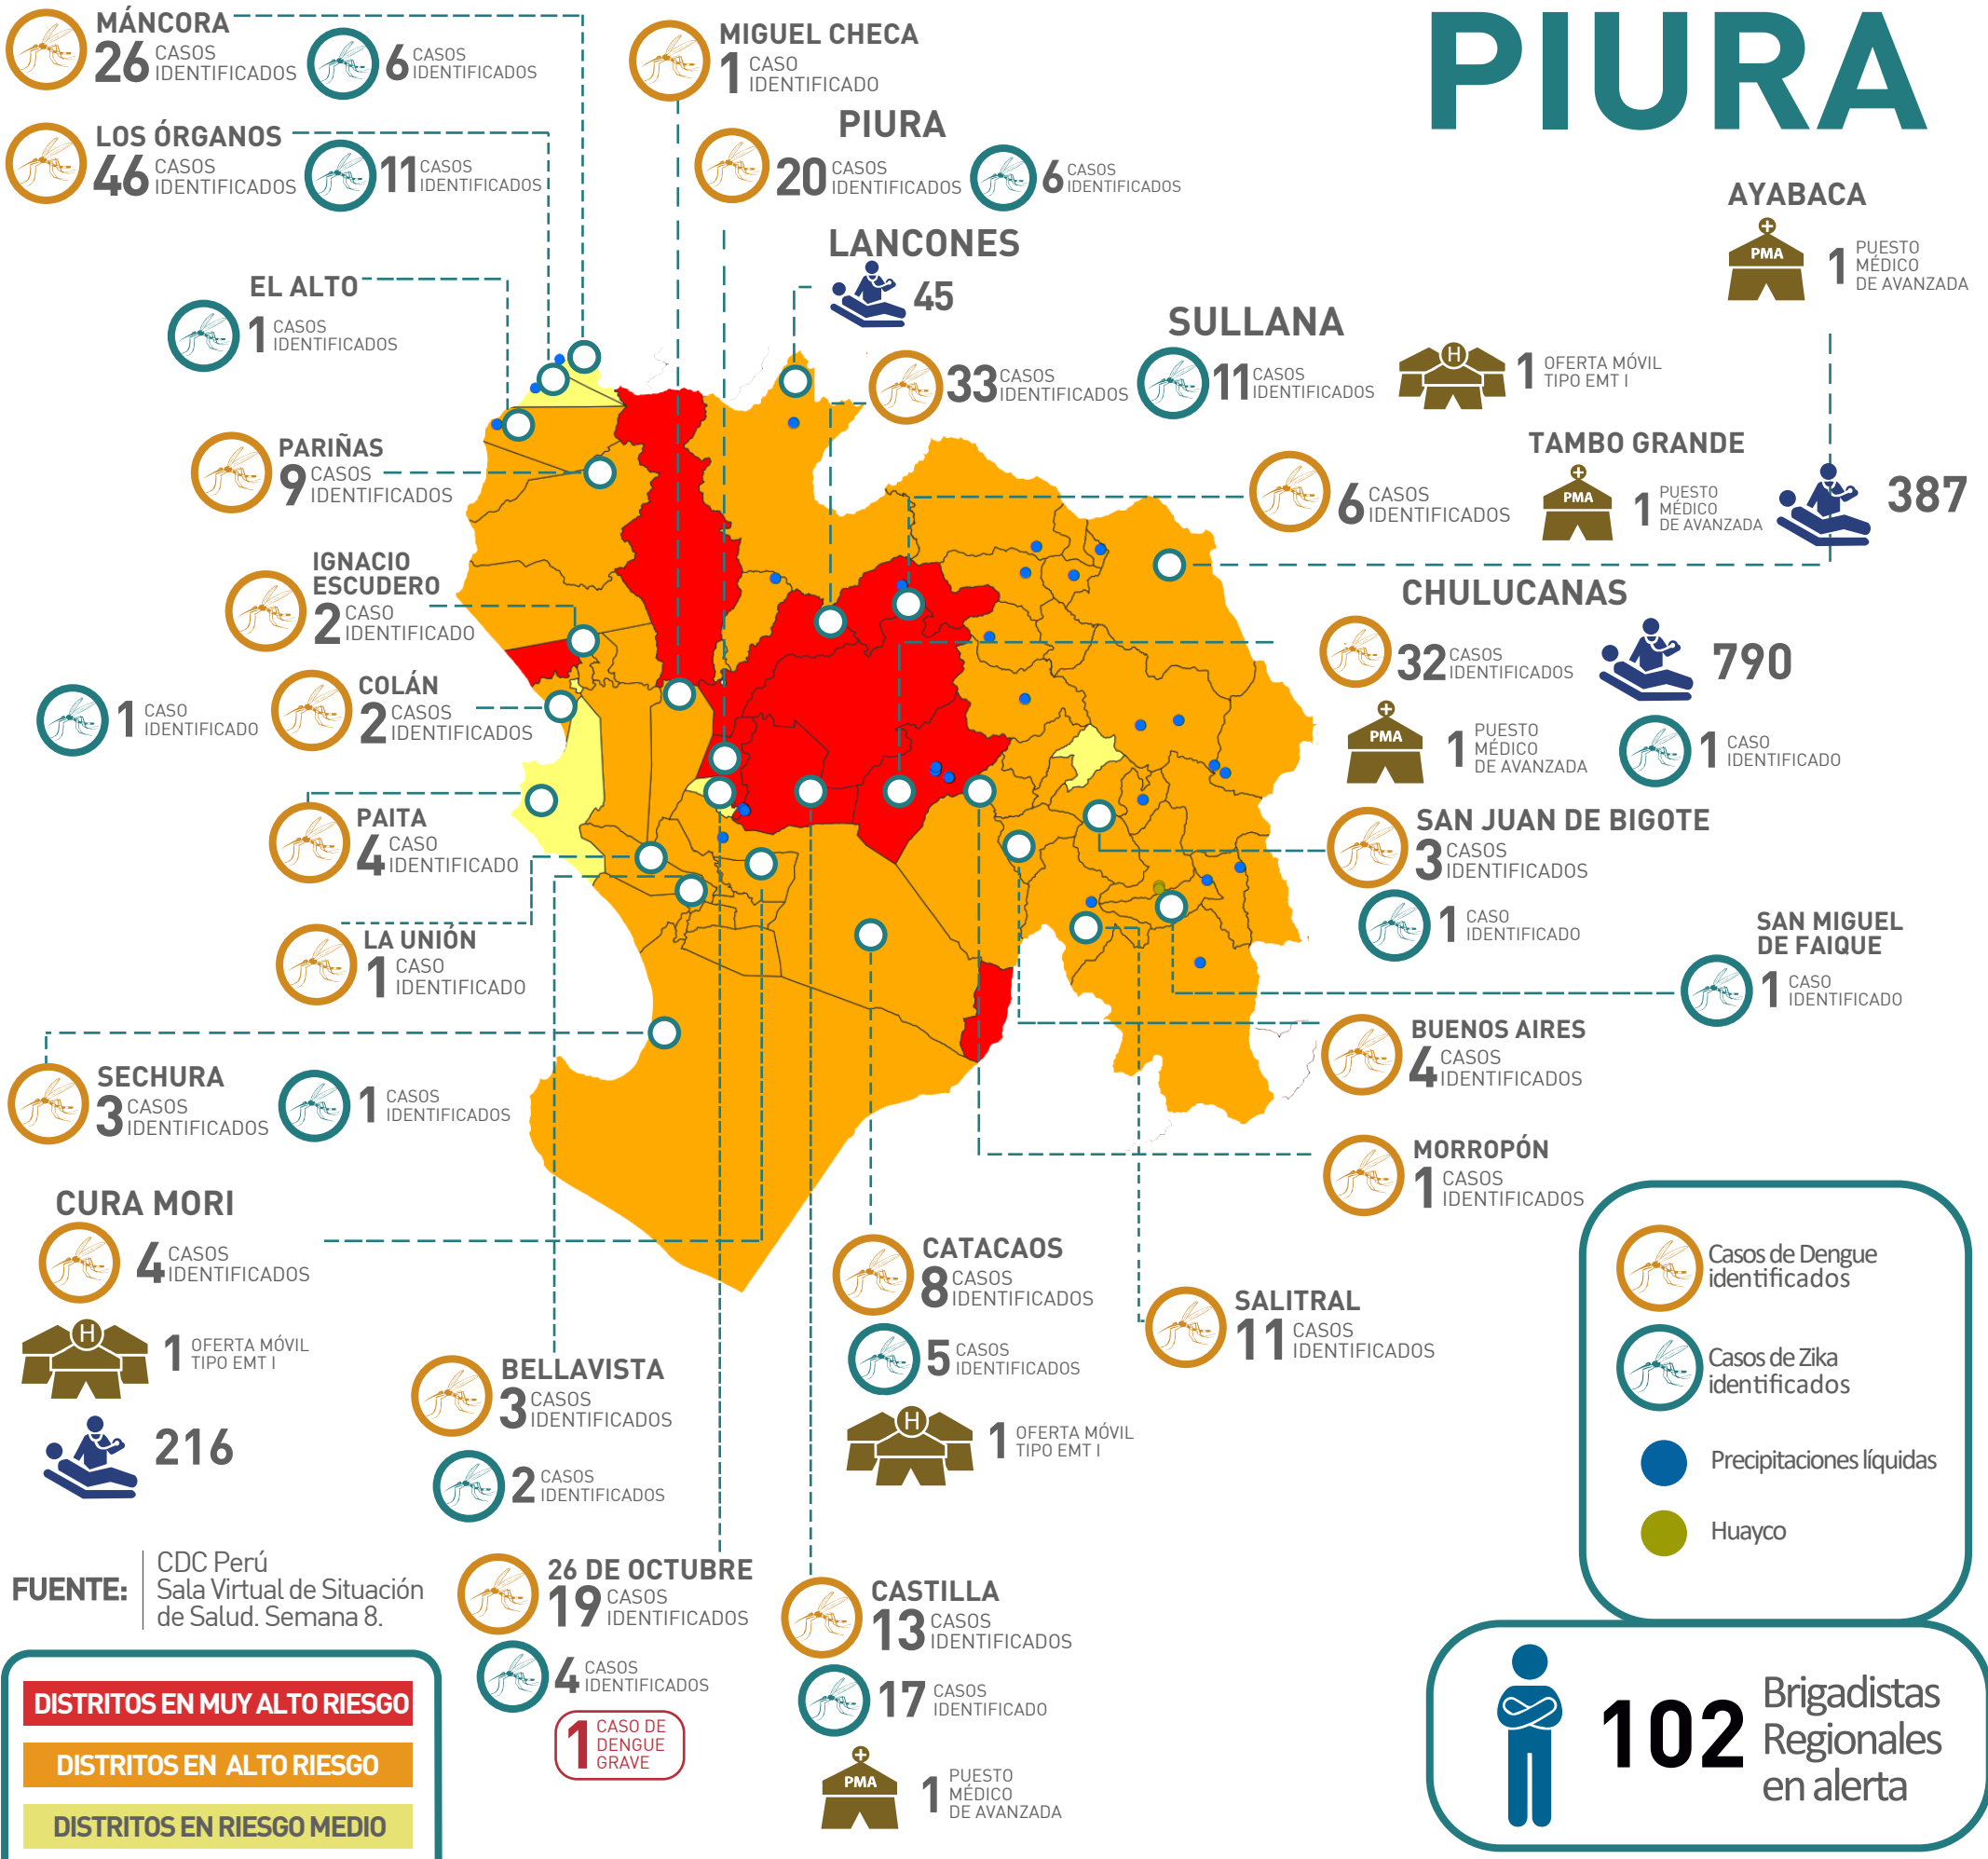 PIURA
MÁNCORA
26 CASOS
IDENTIFICADOS
6 CASOS
IDENTIFICADOS
MIGUEL CHECA
1 CASO
IDENTIFICADO
LOS ÓRGANOS
46 CASOS
IDENTIFICADOS
11 CASOS
IDENTIFICADOS
PIURA
20 CASOS
IDENTIFICADOS
6 CASOS
IDENTIFICADOS
AYABACA
PMA
1 PUESTO
MÉDICO
DE AVANZADA
387
LANCONES
45
EL ALTO
1 CASOS
IDENTIFICADOS
SULLANA
33 CASOS
IDENTIFICADOS
11 CASOS
IDENTIFICADOS
H
1 OFERTA MÓVIL
TIPO EMT I
PARIÑAS
9 CASOS
IDENTIFICADOS
TAMBO GRANDE
6 CASOS
IDENTIFICADOS
PMA
1 PUESTO
MÉDICO
DE AVANZADA
IGNACIO
ESCUDERO
2 CASO
IDENTIFICADO
CHULUCANAS
32 CASOS
IDENTIFICADOS
790
PMA
1 PUESTO
MÉDICO
DE AVANZADA
1 CASO
IDENTIFICADO
1 CASO
IDENTIFICADO
COLÁN
2 CASOS
IDENTIFICADOS
PAITA
4 CASO
IDENTIFICADO
SAN JUAN DE BIGOTE
3 CASOS
IDENTIFICADOS
1 CASO
IDENTIFICADO
LA UNIÓN
1 CASO
IDENTIFICADO
SAN MIGUEL
DE FAIQUE
1 CASO
IDENTIFICADO
BUENOS AIRES
4 CASOS
IDENTIFICADOS
SECHURA
3 CASOS
IDENTIFICADOS
1 CASOS
IDENTIFICADOS
MORROPÓN
1 CASOS
IDENTIFICADOS
CURA MORI
4 CASOS
IDENTIFICADOS
H
1 OFERTA MÓVIL
TIPO EMT I
216
CATACAOS
8 CASOS
IDENTIFICADOS
5 CASOS
IDENTIFICADOS
H
1 OFERTA MÓVIL
TIPO EMT I
SALITRAL
11 CASOS
IDENTIFICADOS
BELLAVISTA
3 CASOS
IDENTIFICADOS
2 CASOS
IDENTIFICADOS
26 DE OCTUBRE
19 CASOS
IDENTIFICADOS
4 CASOS
IDENTIFICADOS
1 CASO DE
DENGUE
GRAVE
CASTILLA
13 CASOS
IDENTIFICADOS
17 CASOS
IDENTIFICADO
PMA
1 PUESTO
MÉDICO
DE AVANZADA
Casos de Dengue
identificados
Casos de Zika
identificados
Precipitaciones líquidas
Huayco
FUENTE:
CDC Perú
Sala Virtual de Situación
de Salud. Semana 8.
DISTRITOS EN MUY ALTO RIESGO
DISTRITOS EN ALTO RIESGO
DISTRITOS EN RIESGO MEDIO
102 Brigadistas
Regionales
en alerta